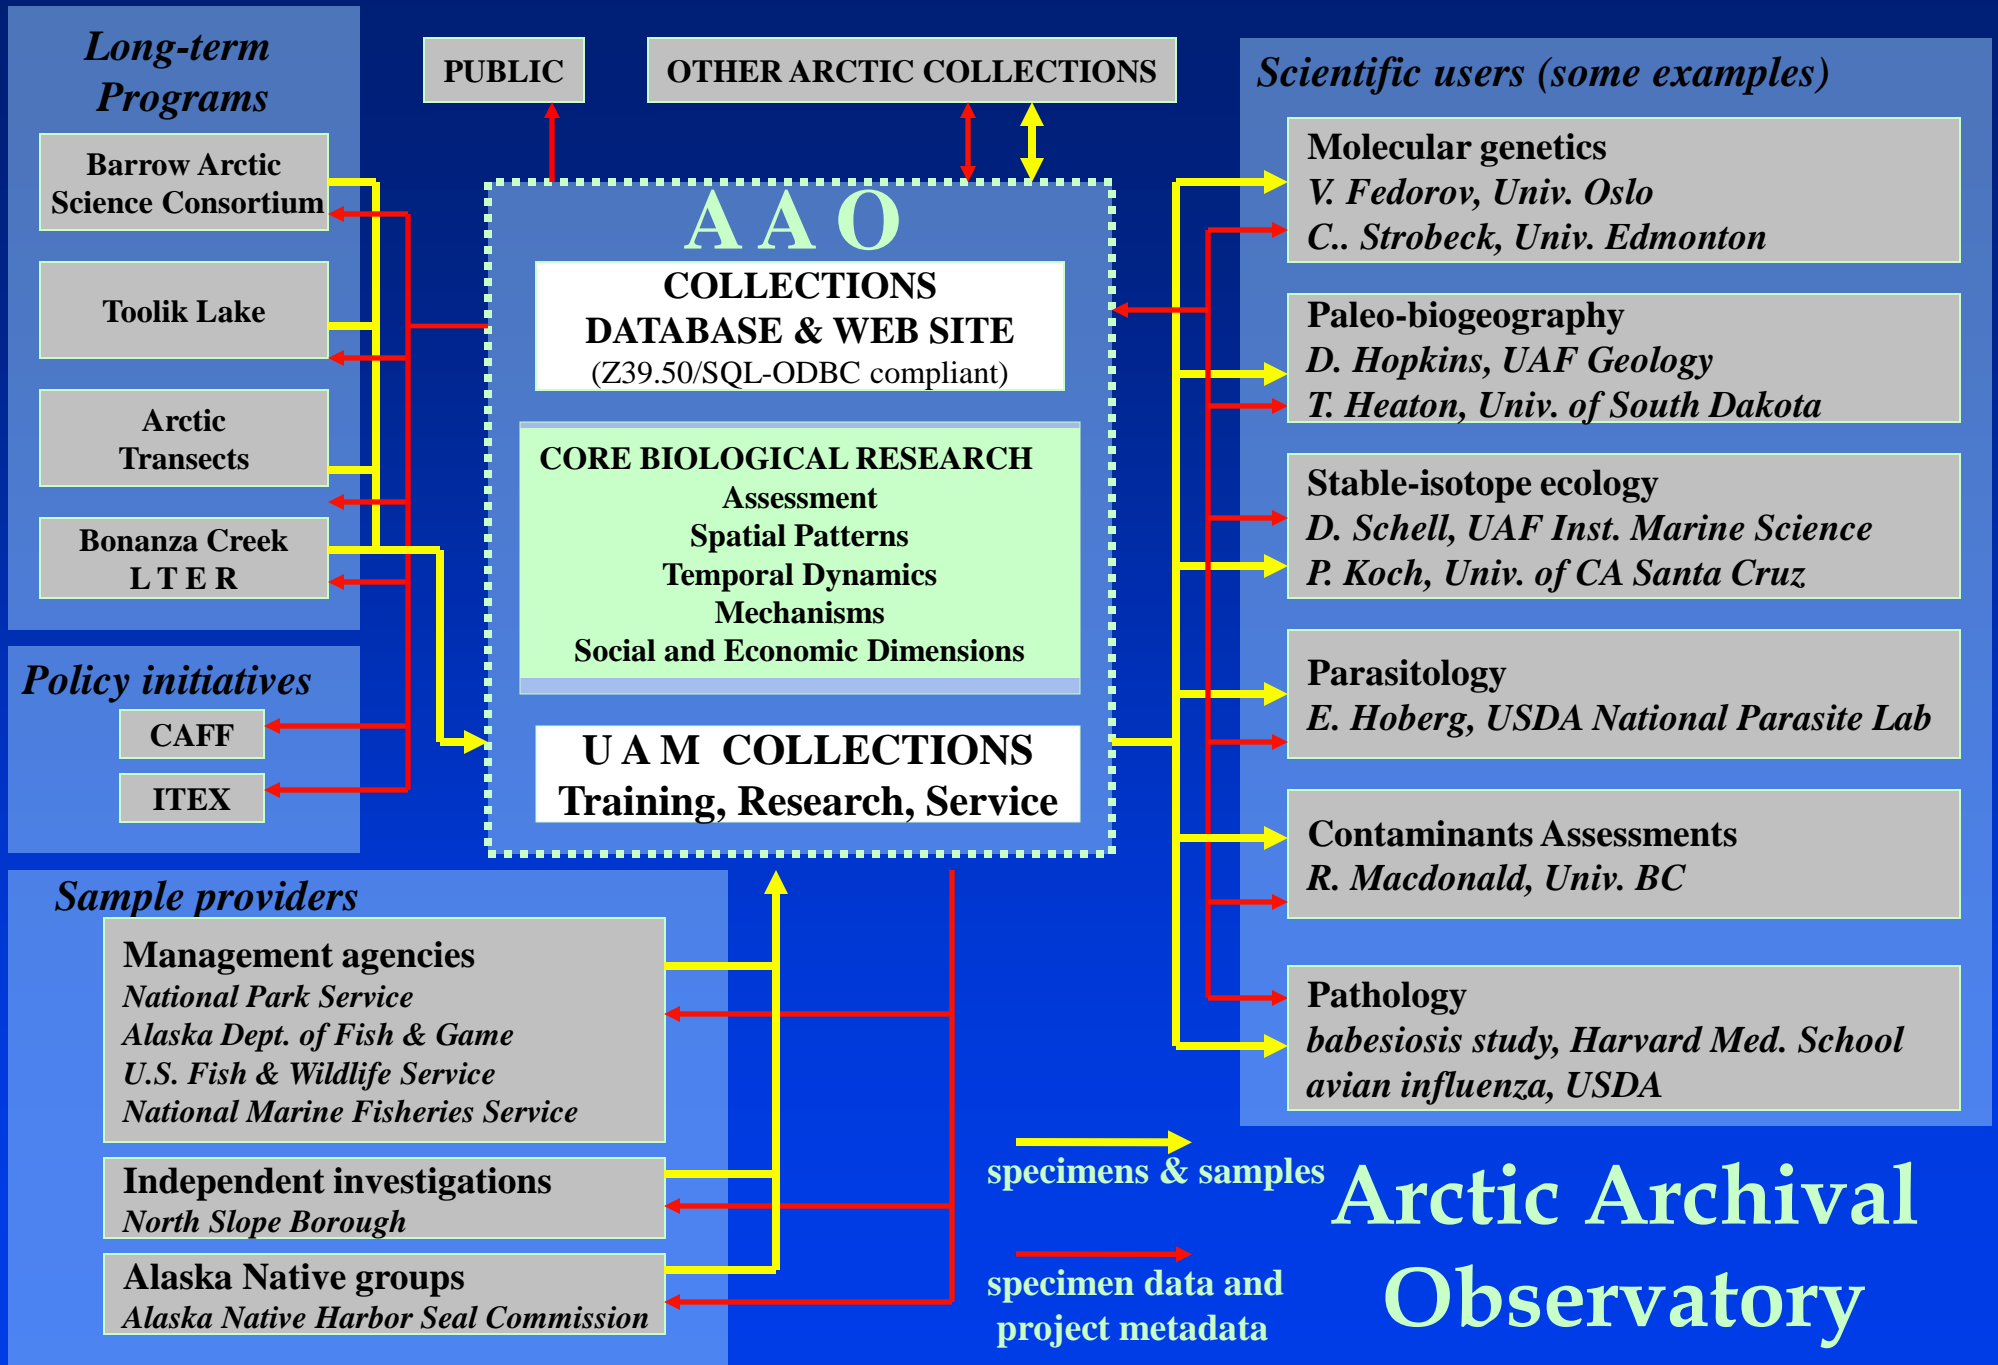 Long-term
Programs
Barrow Arctic
Science Consortium
Toolik Lake
Arctic
Transects
Bonanza Creek
L T E R
Policy initiatives
CAFF
ITEX
Sample providers
Management agencies
National Park Service
Alaska Dept. of Fish & Game
U.S. Fish & Wildlife Service
National Marine Fisheries Service
Independent investigations
North Slope Borough
Alaska Native groups
Alaska Native Harbor Seal Commission
PUBLIC
OTHER ARCTIC COLLECTIONS
A A O
COLLECTIONS
DATABASE & WEB SITE
(Z39.50/SQL-ODBC compliant)
CORE BIOLOGICAL RESEARCH
Assessment
Spatial Patterns
Temporal Dynamics
Mechanisms
Social and Economic Dimensions
U A M COLLECTIONS
Training, Research, Service
Scientific users (some examples)
Molecular genetics
V. Fedorov, Univ. Oslo
C.. Strobeck, Univ. Edmonton
Paleo-biogeography
D. Hopkins, UAF Geology
T. Heaton, Univ. of South Dakota
Stable-isotope ecology
D. Schell, UAF Inst. Marine Science
P. Koch, Univ. of CA Santa Cruz
Parasitology
E. Hoberg, USDA National Parasite Lab
Contaminants Assessments
R. Macdonald, Univ. BC
Pathology
babesiosis study, Harvard Med. School
avian influenza, USDA
specimens & samples
specimen data and
project metadata
Arctic Archival
Observatory